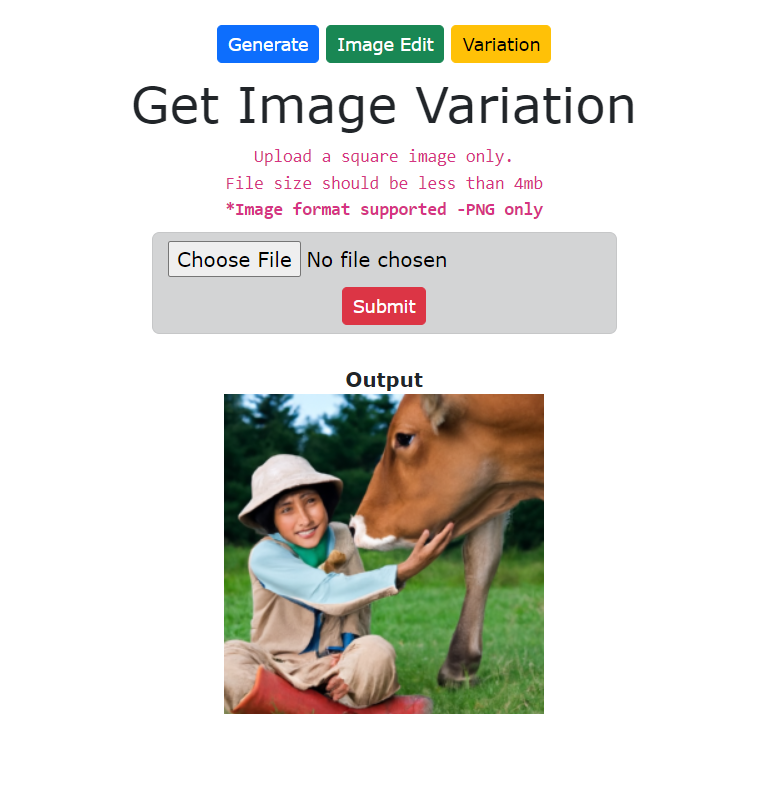 Generate Image Edit Variation
Get Image Variation
Upload a square image only.
File size should be less than 4mb
*Image format supported -PNG only
Choose File No file chosen
Submit
Output